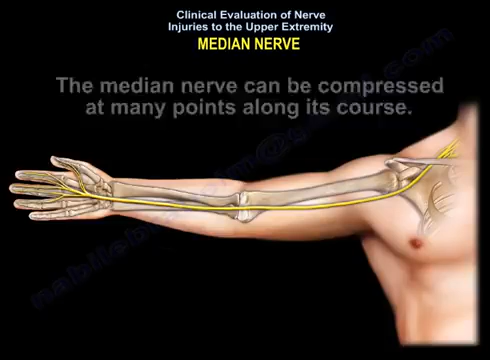 Clinical Evaluation of Nerve
Injuries to the Upper Extremity
MEDIAN NERVE
The median nerve can be compressed
at many points along its course.